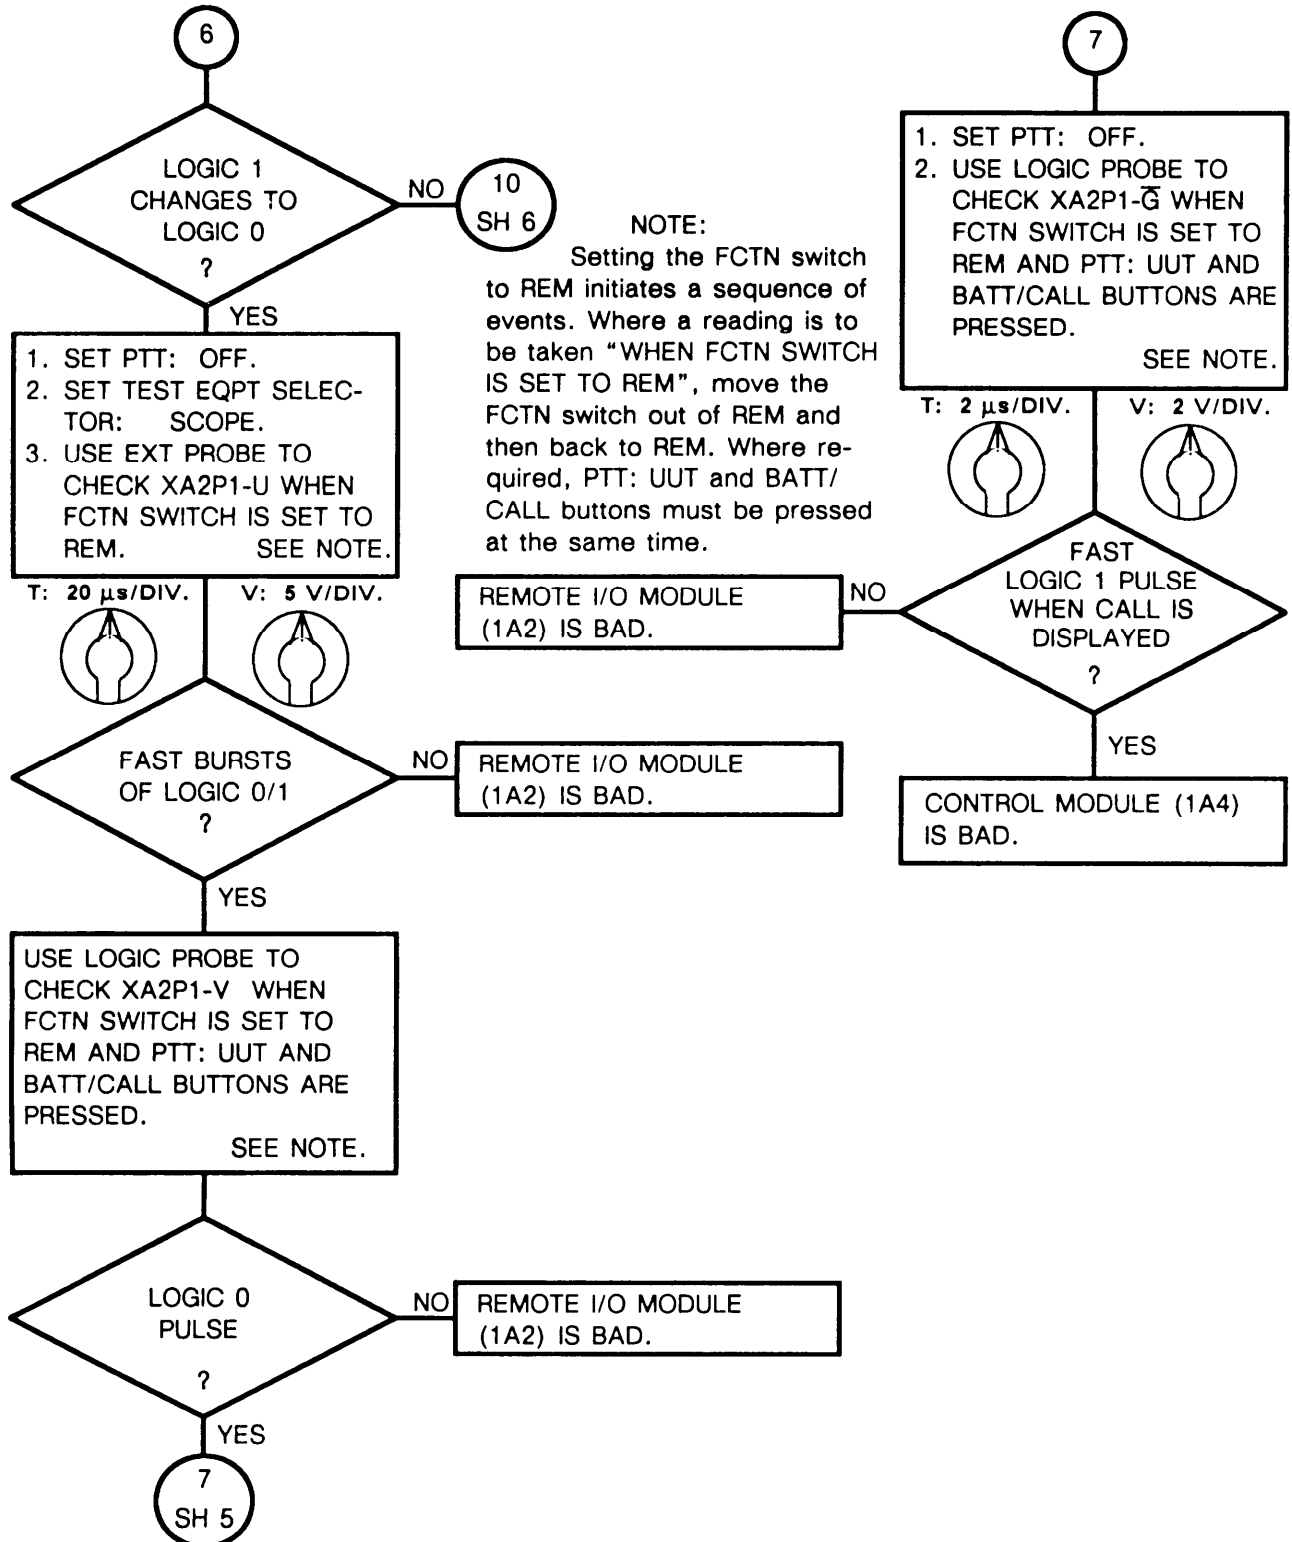 6
LOGIC 1
CHANGES TO
LOGIC 0
?
NO
10
SH 6
YES
1. SET PTT: OFF.
2. SET TEST EQPT SELEC-
TOR: SCOPE.
3. USE EXT PROBE TO
CHECK XA2P1-U WHEN
FCTN SWITCH IS SET TO
REM. SEE NOTE.
T: 20 µs/DIV. V: 5 V/DIV.
FAST BURSTS
OF LOGIC 0/1
?
NO
REMOTE I/O MODULE
(1A2) IS BAD.
YES
USE LOGIC PROBE TO
CHECK XA2P1-V WHEN
FCTN SWITCH IS SET TO
REM AND PTT: UUT AND
BATT/CALL BUTTONS ARE
PRESSED.
SEE NOTE.
LOGIC 0
PULSE
?
NO
REMOTE I/O MODULE
(1A2) IS BAD.
YES
7
SH 5
NOTE:
Setting the FCTN switch
to REM initiates a sequence of
events. Where a reading is to
be taken “WHEN FCTN SWITCH
IS SET TO REM”, move the
FCTN switch out of REM and
then back to REM. Where re-
quired, PTT: UUT and BATT/
CALL buttons must be pressed
at the same time.
7
1. SET PTT: OFF.
2. USE LOGIC PROBE TO
CHECK XA2P1-G̅ WHEN
FCTN SWITCH IS SET TO
REM AND PTT: UUT AND
BATT/CALL BUTTONS ARE
PRESSED.
SEE NOTE.
T: 2 µs/DIV. V: 2 V/DIV.
FAST
LOGIC 1 PULSE
WHEN CALL IS
DISPLAYED
?
NO
REMOTE I/O MODULE
(1A2) IS BAD.
YES
CONTROL MODULE (1A4)
IS BAD.